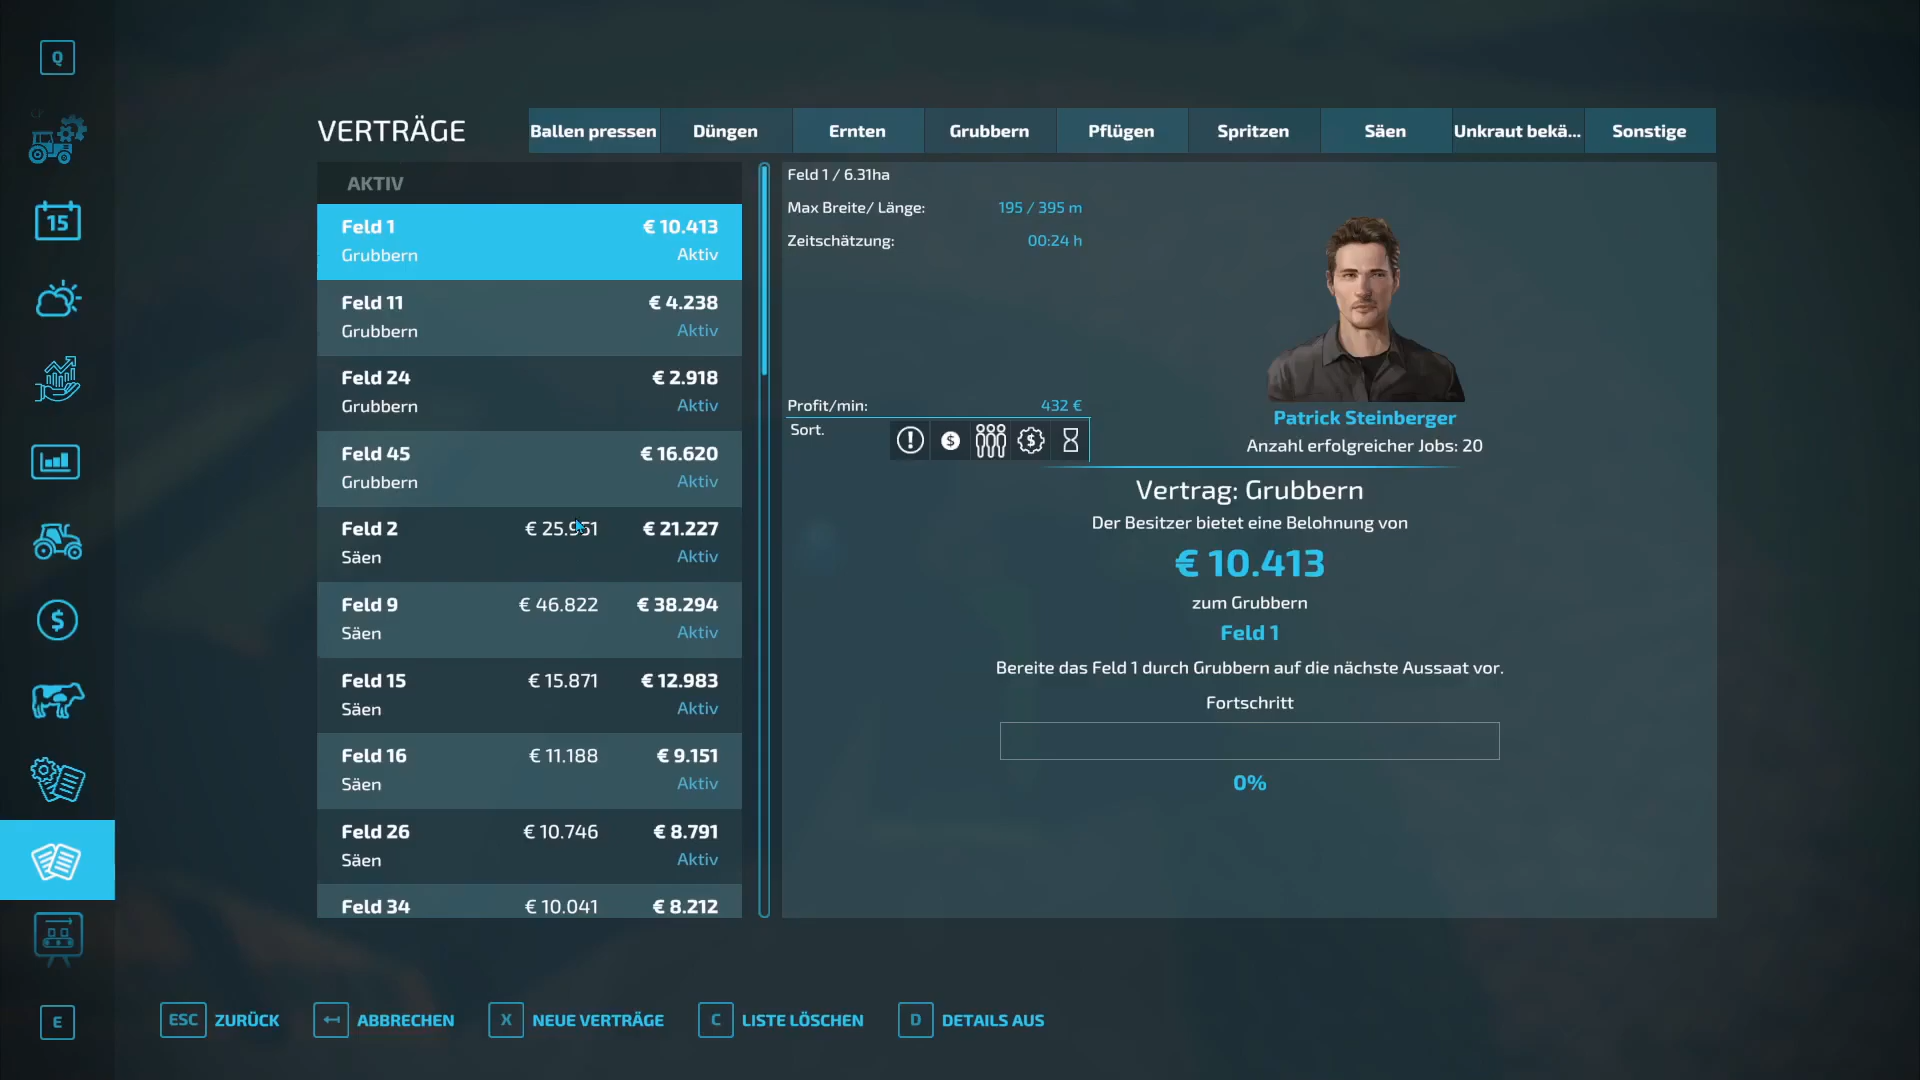 Q
VERTRÄGE
Ballen pressen
Düngen
Ernten
Grubbern
Pflügen
Spritzen
Säen
Unkraut bekä...
Sonstige
15
AKTIV
Feld 1 € 10.413
Grubbern Aktiv
Feld 11 € 4.238
Grubbern Aktiv
Feld 24 € 2.918
Grubbern Aktiv
Feld 45 € 16.620
Grubbern Aktiv
Feld 2 € 25.951 € 21.227
Säen Aktiv
Feld 9 € 46.822 € 38.294
Säen Aktiv
Feld 15 € 15.871 € 12.983
Säen Aktiv
Feld 16 € 11.188 € 9.151
Säen Aktiv
Feld 26 € 10.746 € 8.791
Säen Aktiv
Feld 34 € 10.041 € 8.212
Feld 1 / 6.31ha
Max Breite/ Länge: 195 / 395 m
Zeitschätzung: 00:24 h
Profit/min: 432 €
Sort.
Patrick Steinberger
Anzahl erfolgreicher Jobs: 20
Vertrag: Grubbern
Der Besitzer bietet eine Belohnung von
€ 10.413
zum Grubbern
Feld 1
Bereite das Feld 1 durch Grubbern auf die nächste Aussaat vor.
Fortschritt
0%
E
ESC ZURÜCK
ABBRECHEN
X NEUE VERTRÄGE
C LISTE LÖSCHEN
D DETAILS AUS